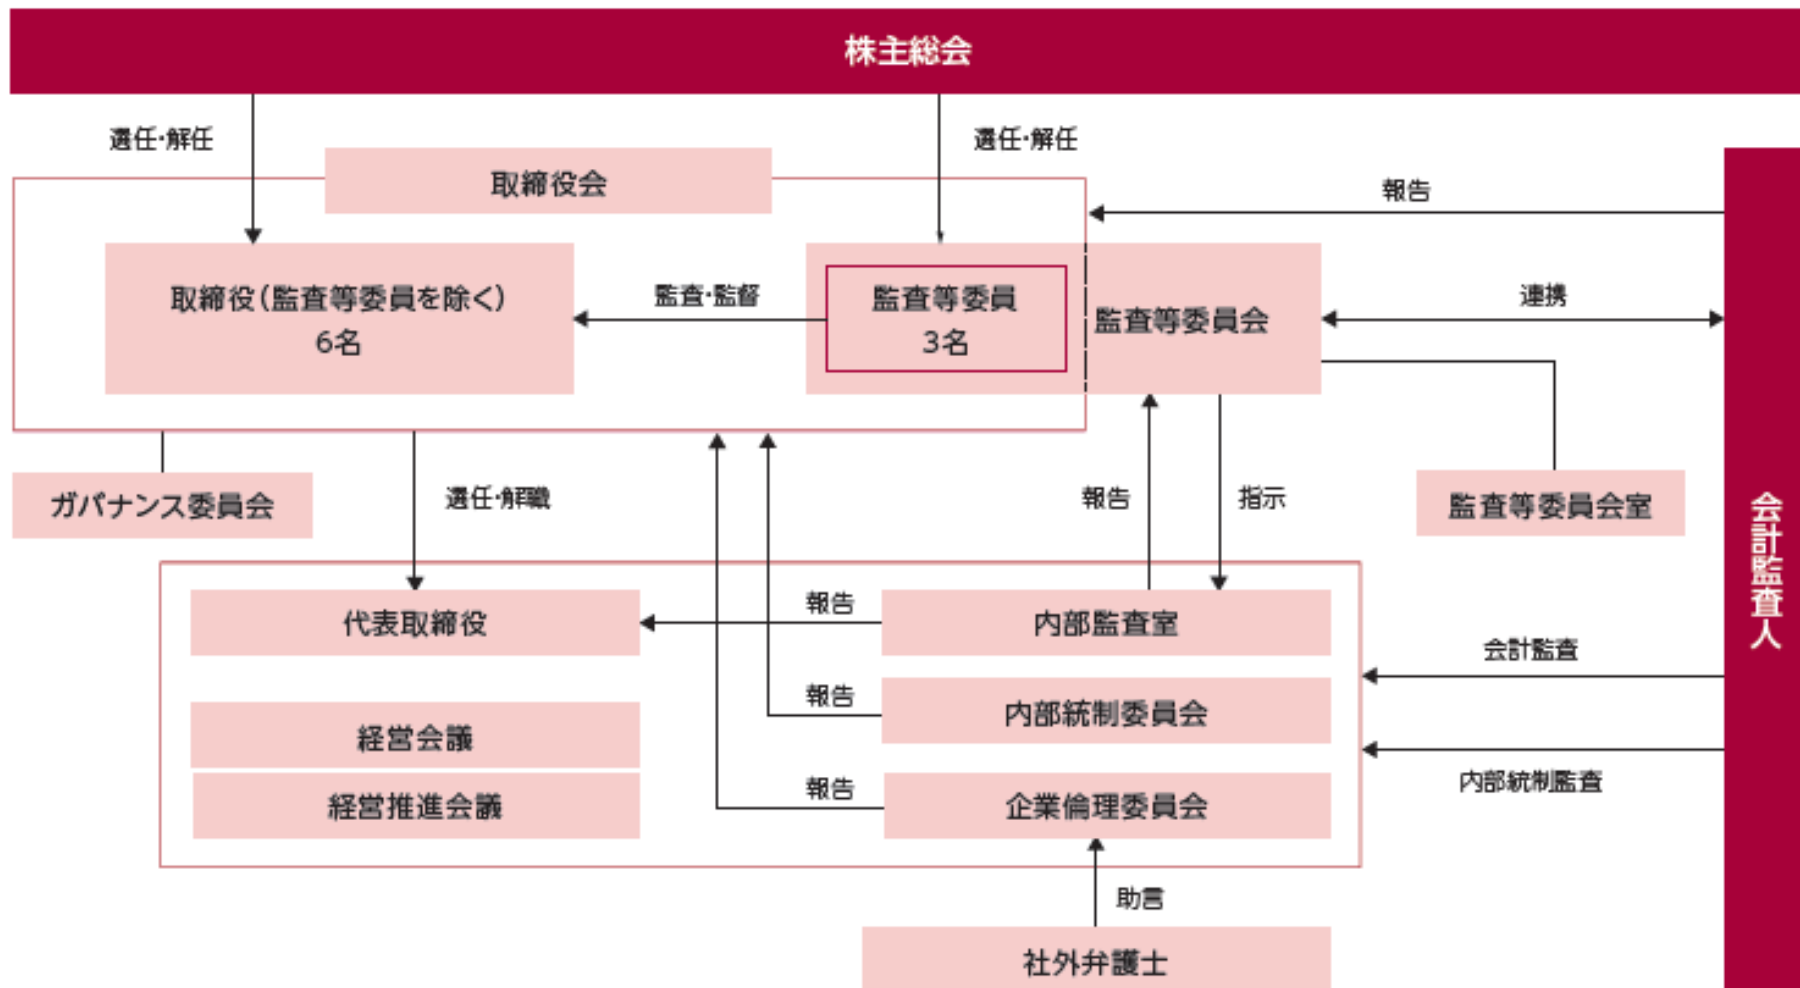 株主総会
選任・解任
選任・解任
取締役会
報告
取締役（監査等委員を除く）
6名
監査・監督
監査等委員
3名
監査等委員会
連携
ガバナンス委員会
選任・解職
報告
指示
監査等委員会室
会計監査人
代表取締役
報告
内部監査室
会計監査
報告
内部統制委員会
経営会議
内部統制監査
報告
企業倫理委員会
経営推進会議
助言
社外弁護士